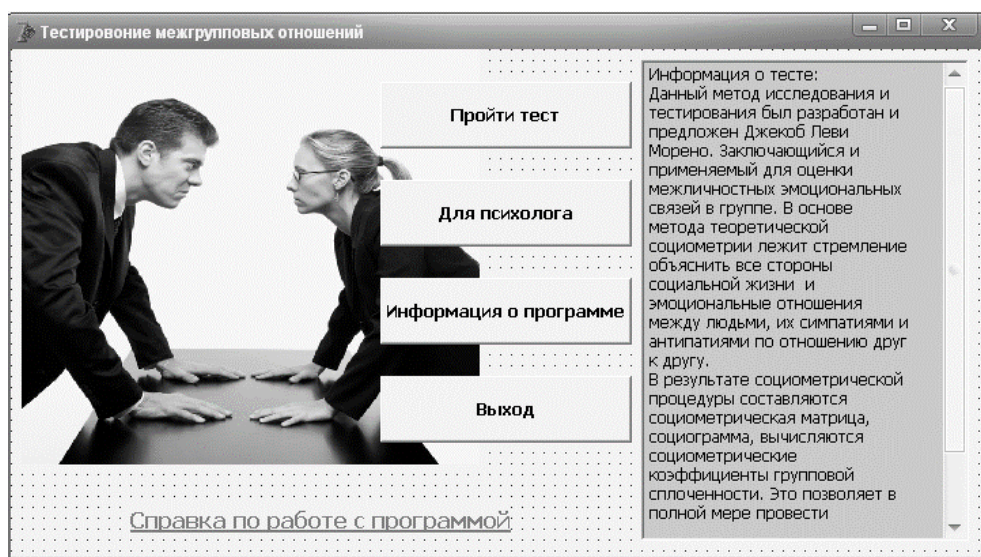 Тестировоние межгрупповых отношений
Пройти тест
Для психолога
Информация о программе
Выход
Справка по работе с программой
Информация о тесте:
Данный метод исследования и
тестирования был разработан и
предложен Джекоб Леви
Морено. Заключающийся и
применяемый для оценки
межличностных эмоциональных
связей в группе. В основе
метода теоретической
социометрии лежит стремление
объяснить все стороны
социальной жизни  и
эмоциональные отношения
между людьми, их симпатиями и
антипатиями по отношению друг
к другу.
В результате социометрической
процедуры составляются
социометрическая матрица,
социограмма, вычисляются
социометрические
коэффициенты групповой
сплоченности. Это позволяет в
полной мере провести